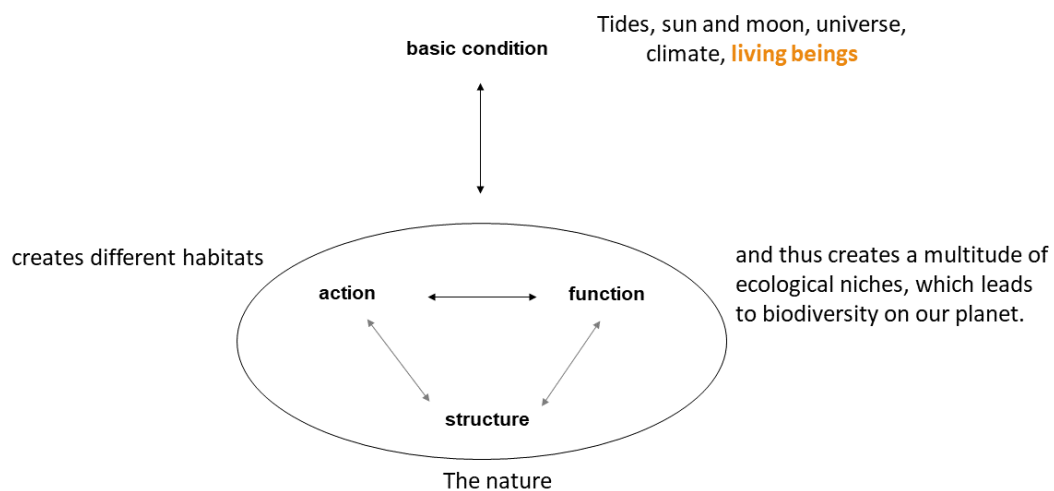 Tides, sun and moon, universe,
climate, living beings
basic condition
creates different habitats
and thus creates a multitude of
ecological niches, which leads
to biodiversity on our planet.
action
function
structure
The nature